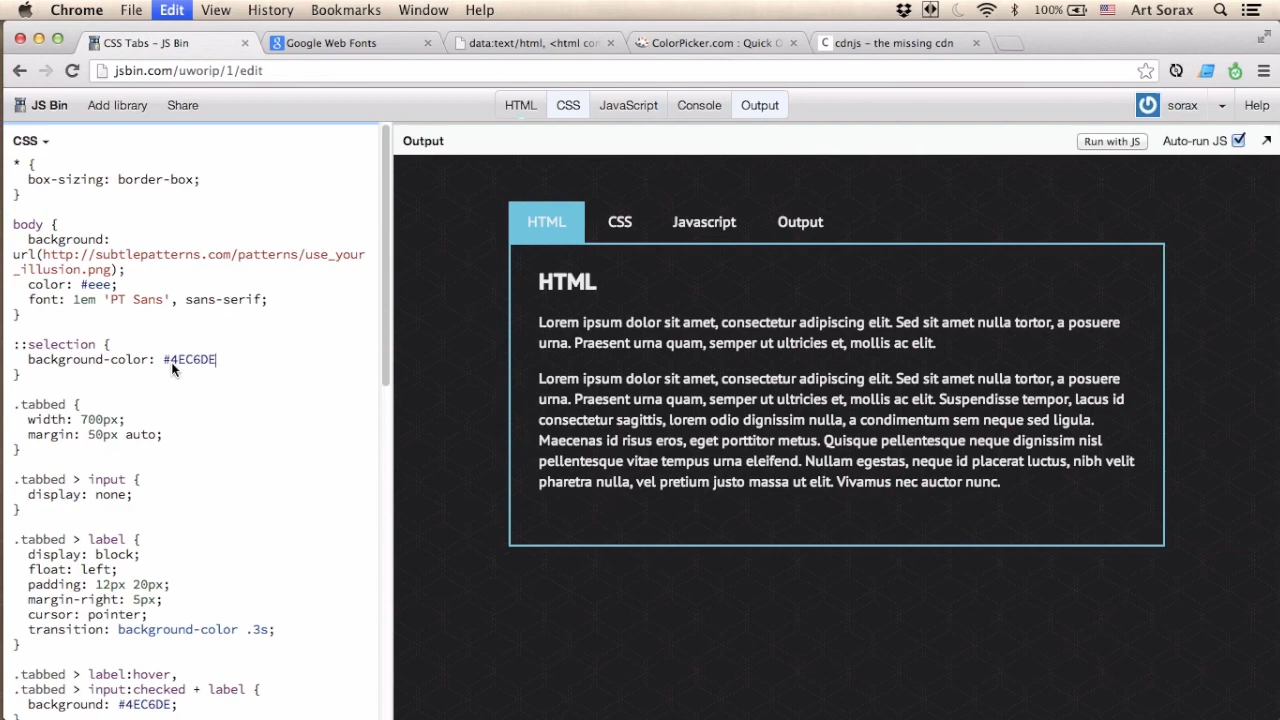 Chrome File Edit View History Bookmarks Window Help 100% Art Sorax
CSS Tabs - JS Bin Google Web Fonts data:text/html, <html con ColorPicker.com : Quick C cdnjs – the missing cdn
jsbin.com/uworip/1/edit
JS Bin Add library Share HTML CSS JavaScript Console Output sorax Help
CSS
* {
box-sizing: border-box;
}
body {
background:
url(http://subtlepatterns.com/patterns/use_your
_illusion.png);
color: #eee;
font: 1em 'PT Sans', sans-serif;
}
::selection {
background-color: #4EC6DE
}
.tabbed {
width: 700px;
margin: 50px auto;
}
.tabbed > input {
display: none;
}
.tabbed > label {
display: block;
float: left;
padding: 12px 20px;
margin-right: 5px;
cursor: pointer;
transition: background-color .3s;
}
.tabbed > label:hover,
.tabbed > input:checked + label {
background: #4EC6DE;
}
Output Run with JS Auto-run JS
HTML CSS Javascript Output
HTML
Lorem ipsum dolor sit amet, consectetur adipiscing elit. Sed sit amet nulla tortor, a posuere
urna. Praesent urna quam, semper ut ultricies et, mollis ac elit.
Lorem ipsum dolor sit amet, consectetur adipiscing elit. Sed sit amet nulla tortor, a posuere
urna. Praesent urna quam, semper ut ultricies et, mollis ac elit. Suspendisse tempor, lacus id
consectetur sagittis, lorem odio dignissim nulla, a condimentum sem neque sed ligula.
Maecenas id risus eros, eget porttitor metus. Quisque pellentesque neque dignissim nisl
pellentesque vitae tempus urna eleifend. Nullam egestas, neque id placerat luctus, nibh velit
pharetra nulla, vel pretium justo massa ut elit. Vivamus nec auctor nunc.